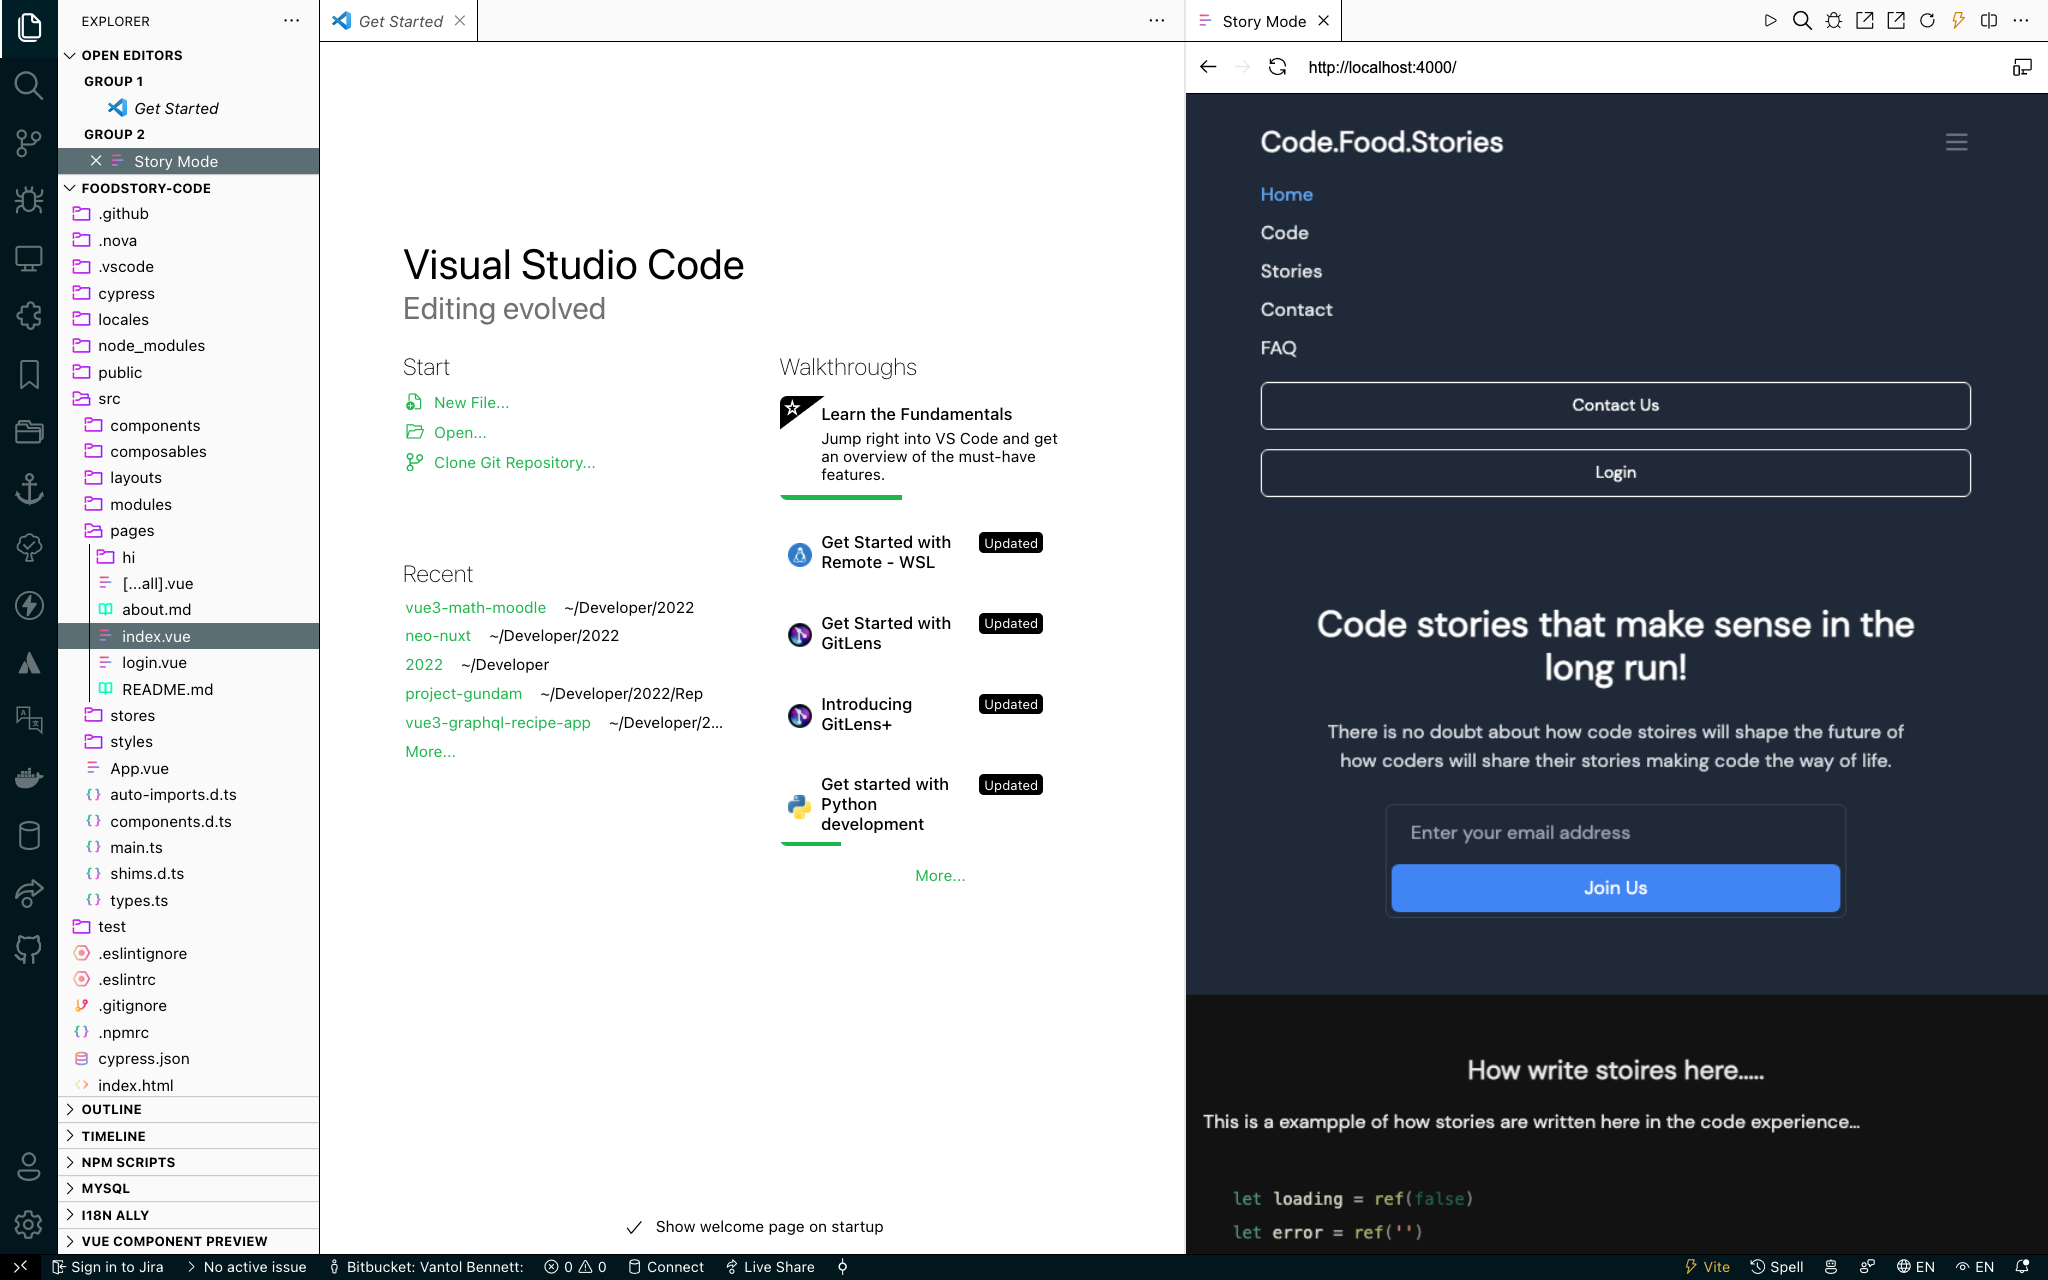 EXPLORER
OPEN EDITORS
GROUP 1
Get Started
GROUP 2
Story Mode
FOODSTORY-CODE
.github
.nova
.vscode
cypress
locales
node_modules
public
src
components
composables
layouts
modules
pages
hi
[...all].vue
about.md
index.vue
login.vue
README.md
stores
styles
App.vue
auto-imports.d.ts
components.d.ts
main.ts
shims.d.ts
types.ts
test
.eslintignore
.eslintrc
.gitignore
.npmrc
cypress.json
index.html
OUTLINE
TIMELINE
NPM SCRIPTS
MYSQL
I18N ALLY
VUE COMPONENT PREVIEW
Get Started
Visual Studio Code
Editing evolved
Start
New File...
Open...
Clone Git Repository...
Recent
vue3-math-moodle ~/Developer/2022
neo-nuxt ~/Developer/2022
2022 ~/Developer
project-gundam ~/Developer/2022/Rep
vue3-graphql-recipe-app ~/Developer/2...
More...
Walkthroughs
Learn the Fundamentals
Jump right into VS Code and get
an overview of the must-have
features.
Get Started with Updated
Remote - WSL
Get Started with Updated
GitLens
Introducing Updated
GitLens+
Get started with Updated
Python
development
More...
Show welcome page on startup
Story Mode
http://localhost:4000/
Code.Food.Stories
Home
Code
Stories
Contact
FAQ
Contact Us
Login
Code stories that make sense in the
long run!
There is no doubt about how code stoires will shape the future of
how coders will share their stories making code the way of life.
Enter your email address
Join Us
How write stoires here.....
This is a exampple of how stories are written here in the code experience...
let loading = ref(false)
let error = ref('')
Sign in to Jira No active issue Bitbucket: Vantol Bennett: 0 0 Connect Live Share Vite Spell EN EN